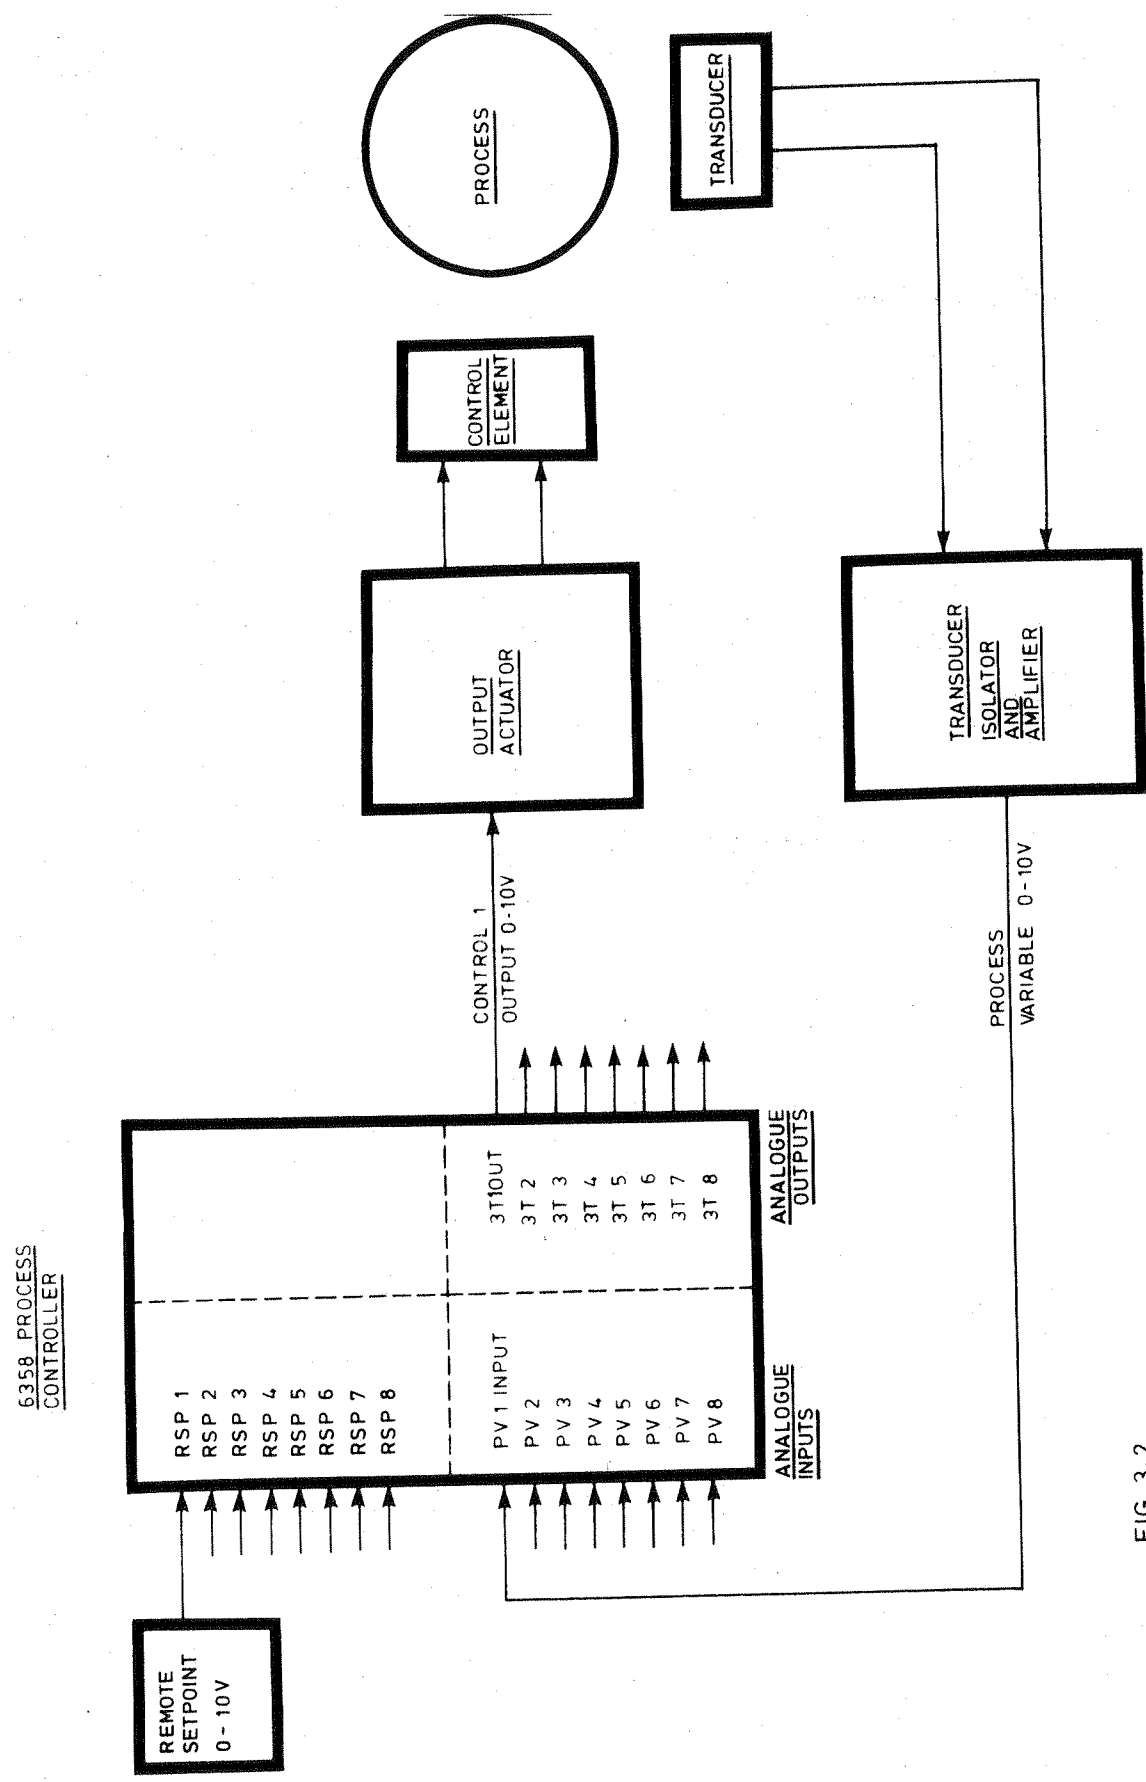 6358 PROCESS
CONTROLLER
REMOTE
SETPOINT
0-10V
RSP 1
RSP 2
RSP 3
RSP 4
RSP 5
RSP 6
RSP 7
RSP 8
PV 1 INPUT
PV 2
PV 3
PV 4
PV 5
PV 6
PV 7
PV 8
ANALOGUE
INPUTS
3T1OUT
3T 2
3T 3
3T 4
3T 5
3T 6
3T 7
3T 8
ANALOGUE
OUTPUTS
CONTROL 1
OUTPUT 0-10V
OUTPUT
ACTUATOR
CONTROL
ELEMENT
PROCESS
TRANSDUCER
TRANSDUCER
ISOLATOR
AND
AMPLIFIER
PROCESS
VARIABLE 0-10V
FIG 3.2